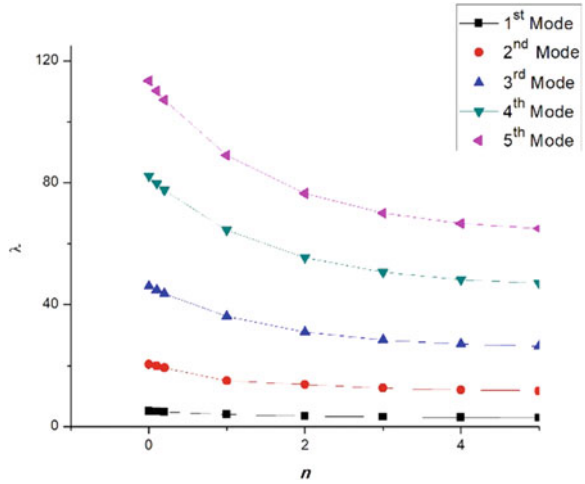 1st Mode
2nd Mode
3rd Mode
4th Mode
5th Mode
120
80
40
0
λ
0
2
4
n